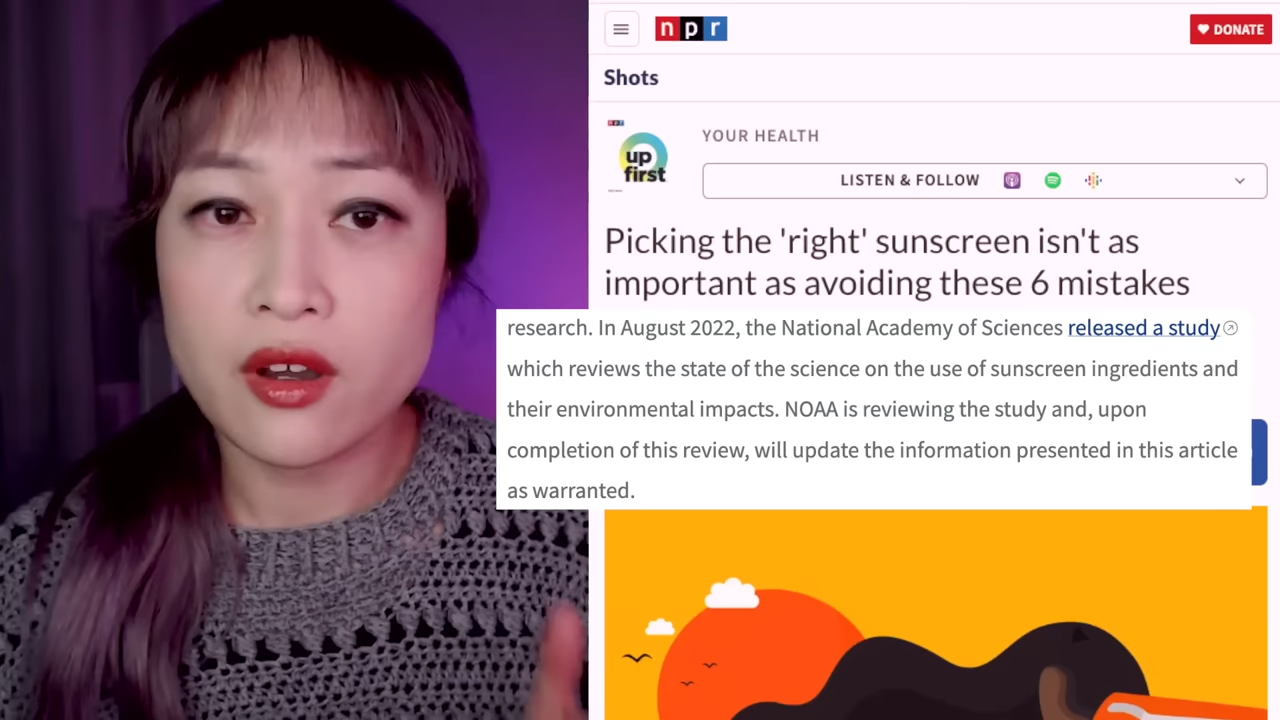 npr
DONATE
Shots
up first
YOUR HEALTH
LISTEN & FOLLOW
Picking the 'right' sunscreen isn't as
important as avoiding these 6 mistakes
research. In August 2022, the National Academy of Sciences released a study
which reviews the state of the science on the use of sunscreen ingredients and
their environmental impacts. NOAA is reviewing the study and, upon
completion of this review, will update the information presented in this article
as warranted.